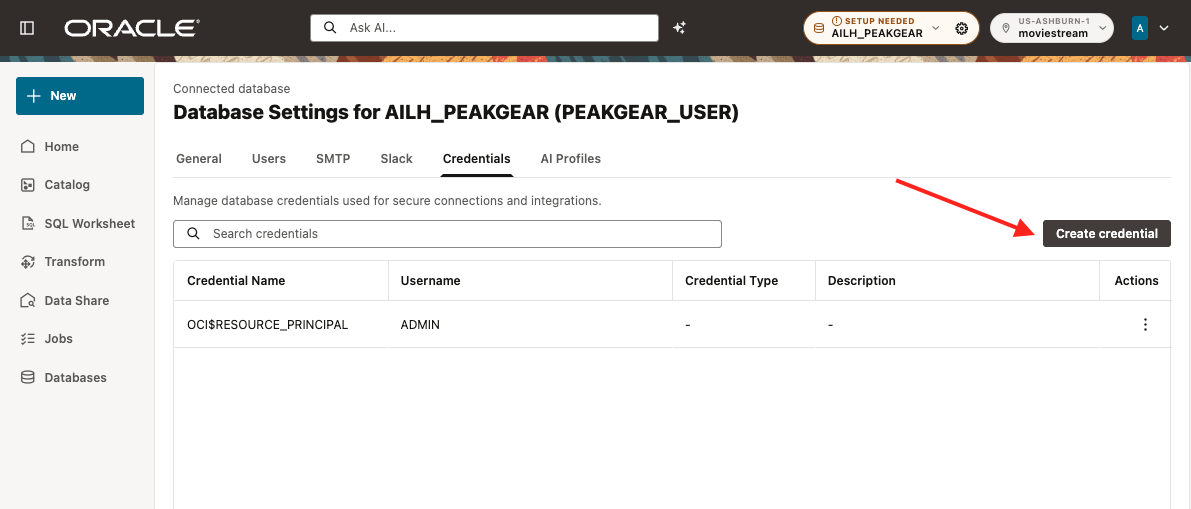 ORACLE
Ask AI...
SETUP NEEDED
AILH_PEAKGEAR
US-ASHBURN-1
moviestream
A
New
Home
Catalog
SQL Worksheet
Transform
Data Share
Jobs
Databases
Connected database
Database Settings for AILH_PEAKGEAR (PEAKGEAR_USER)
General Users SMTP Slack Credentials AI Profiles
Manage database credentials used for secure connections and integrations.
Search credentials
Create credential
Credential Name Username Credential Type Description Actions
OCI$RESOURCE_PRINCIPAL ADMIN - -